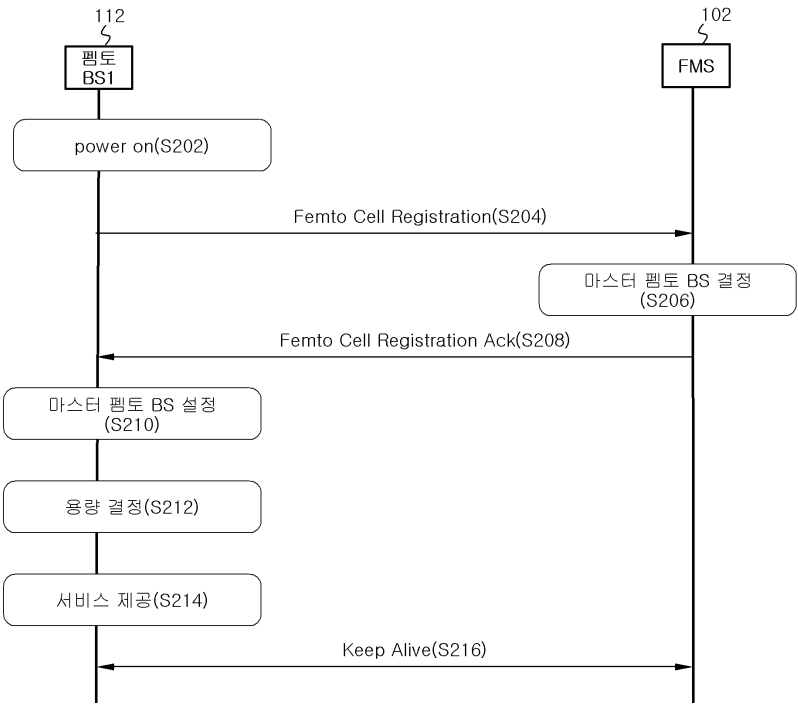 112
102
펨토
BS1
FMS
power on(S202)
Femto Cell Registration(S204)
마스터 펨토 BS 결정
(S206)
Femto Cell Registration Ack(S208)
마스터 펨토 BS 설정
(S210)
용량 결정(S212)
서비스 제공(S214)
Keep Alive(S216)